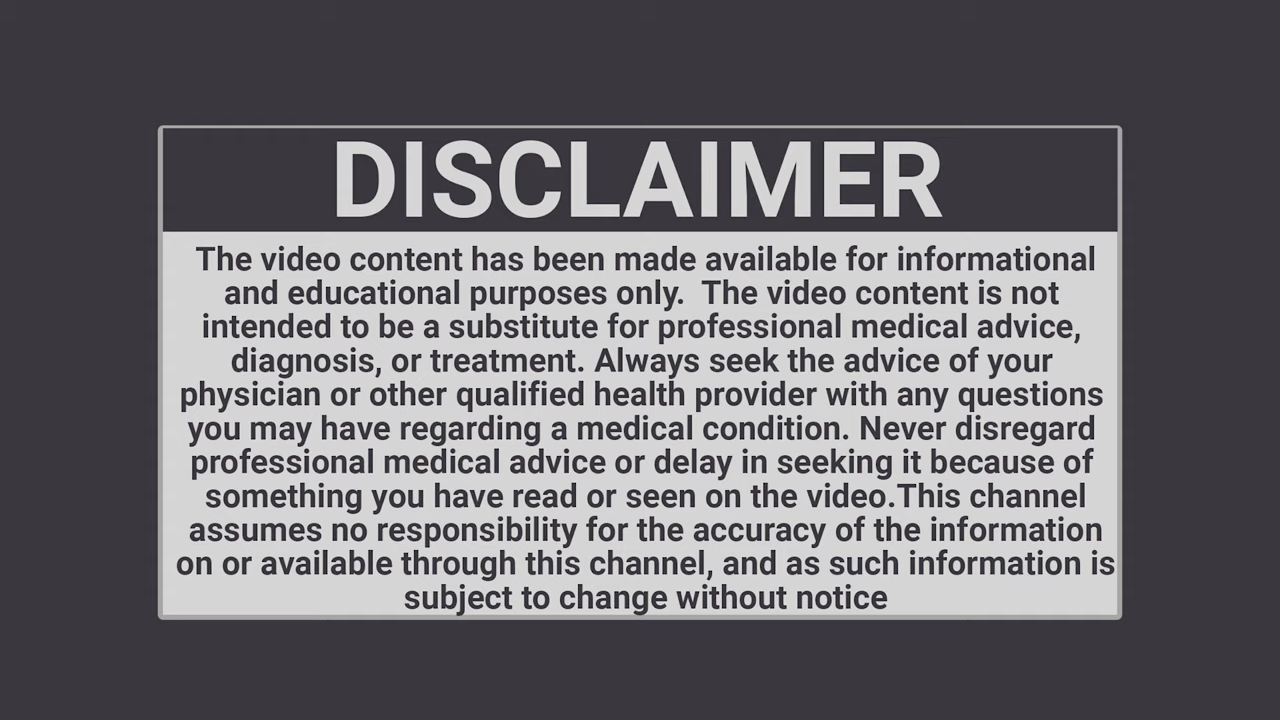 DISCLAIMER
The video content has been made available for informational
and educational purposes only.  The video content is not
intended to be a substitute for professional medical advice,
diagnosis, or treatment. Always seek the advice of your
physician or other qualified health provider with any questions
you may have regarding a medical condition. Never disregard
professional medical advice or delay in seeking it because of
something you have read or seen on the video.This channel
assumes no responsibility for the accuracy of the information
on or available through this channel, and as such information is
subject to change without notice